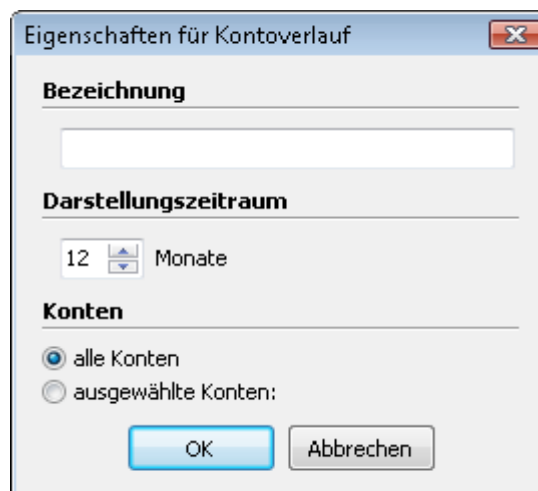 Eigenschaften für Kontoverlauf
Bezeichnung
Darstellungszeitraum
12 Monate
Konten
alle Konten
ausgewählte Konten:
OK Abbrechen